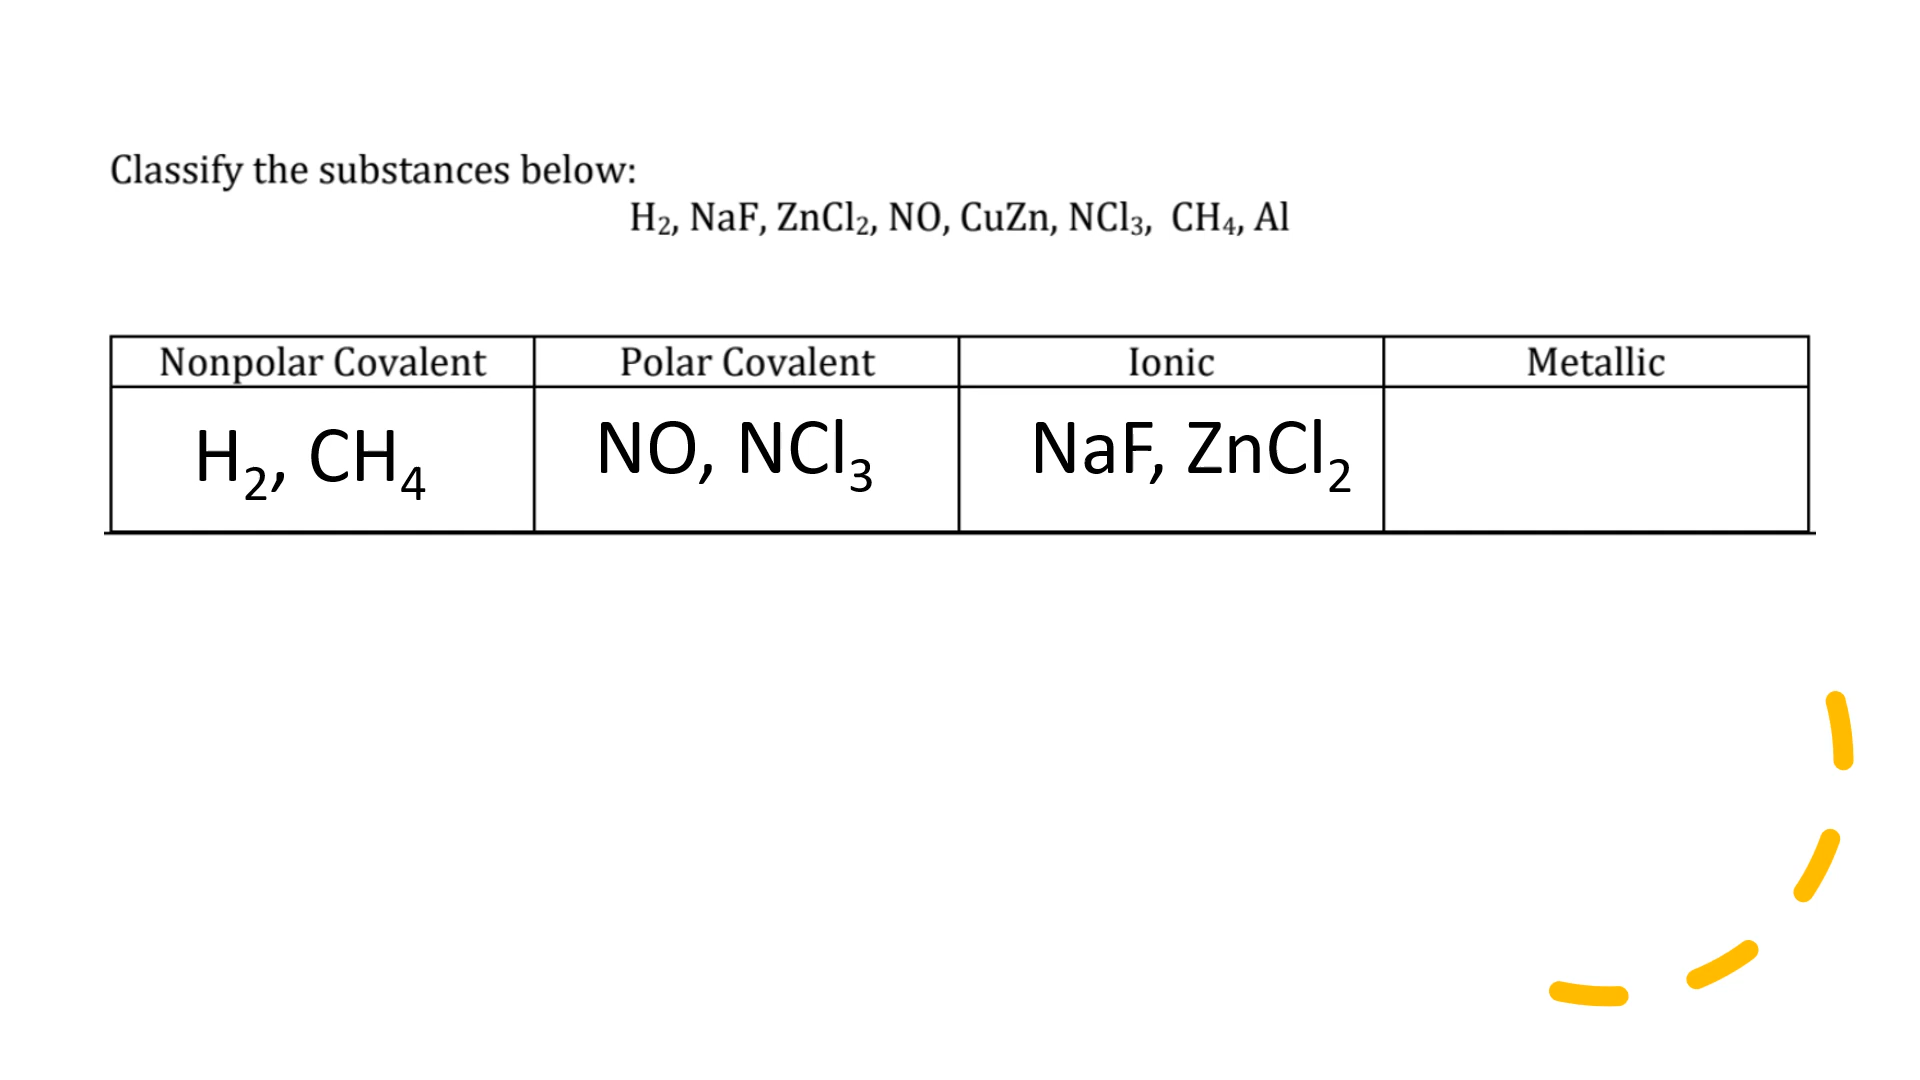 Classify the substances below:
H₂, NaF, ZnCl₂, NO, CuZn, NCl₃, CH₄, Al
Nonpolar Covalent Polar Covalent Ionic Metallic
H₂, CH₄ NO, NCl₃ NaF, ZnCl₂